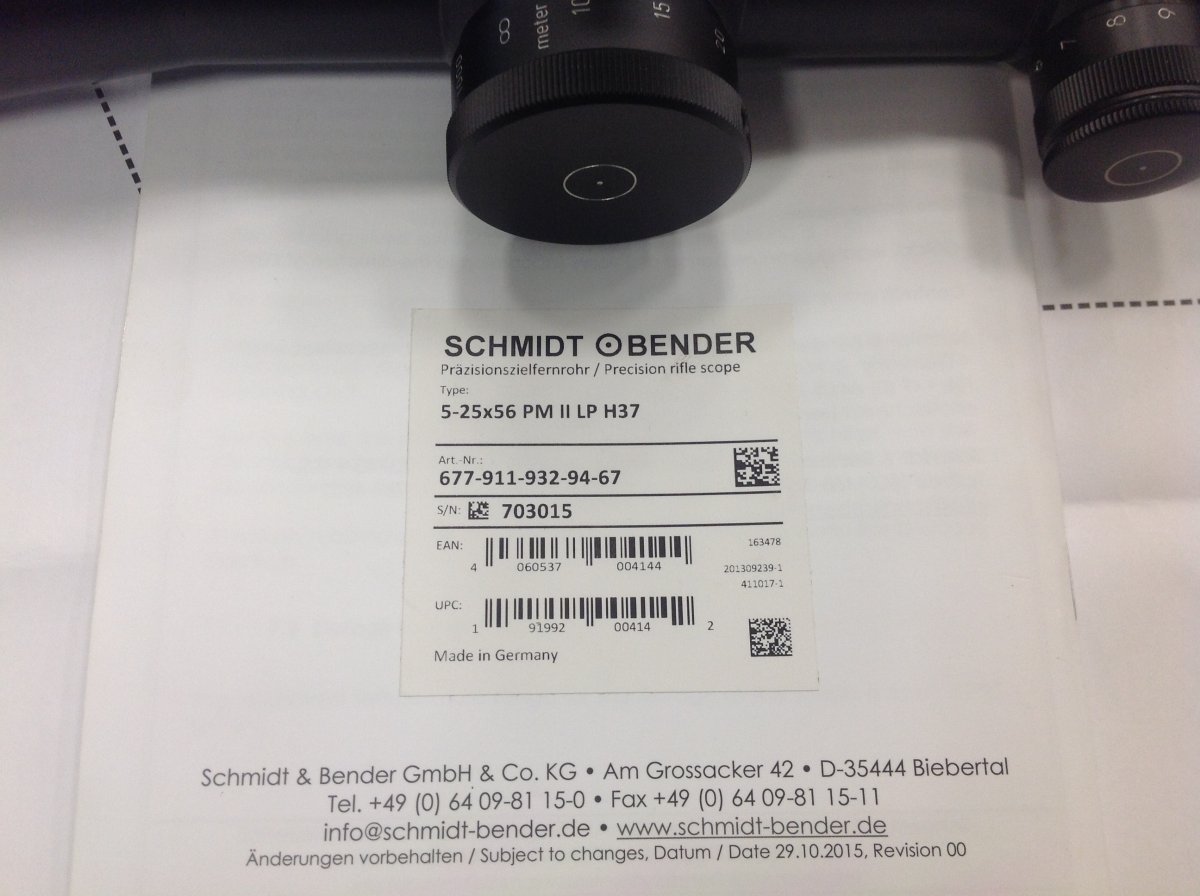 ∞ meter 10 15 20
7 8 9
SCHMIDT BENDER
Präzisionszielfernrohr / Precision rifle scope
Type:
5-25x56 PM II LP H37
Art.-Nr.:
677-911-932-94-67
S/N: 703015
EAN:
4 060537 004144
163478
201309239-1
411017-1
UPC:
1 91992 00414 2
Made in Germany
Schmidt & Bender GmbH & Co. KG • Am Grossacker 42 • D-35444 Biebertal
Tel. +49 (0) 64 09-81 15-0 • Fax +49 (0) 64 09-81 15-11
info@schmidt-bender.de • www.schmidt-bender.de
Änderungen vorbehalten / Subject to changes, Datum / Date 29.10.2015, Revision 00